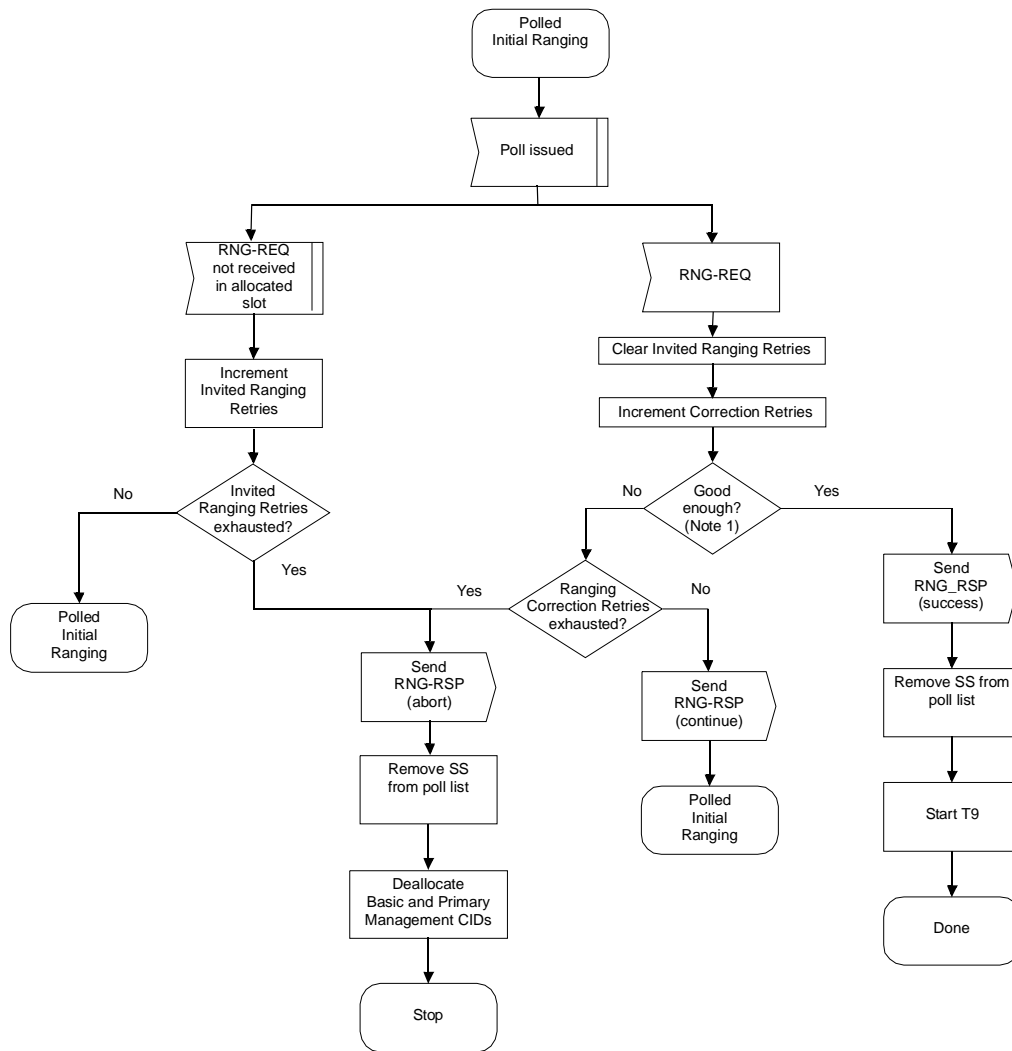 Polled
Initial Ranging
Poll issued
RNG-REQ
not received
in allocated
slot
RNG-REQ
Clear Invited Ranging Retries
Increment
Invited Ranging
Retries
Increment Correction Retries
No
Invited
Ranging Retries
exhausted?
Yes
No
Good
enough?
(Note 1)
Yes
Yes
Ranging
Correction Retries
exhausted?
No
Send
RNG_RSP
(success)
Polled
Initial
Ranging
Send
RNG-RSP
(abort)
Send
RNG-RSP
(continue)
Remove SS from
poll list
Remove SS
from poll list
Polled
Initial
Ranging
Start T9
Deallocate
Basic and Primary
Management CIDs
Done
Stop